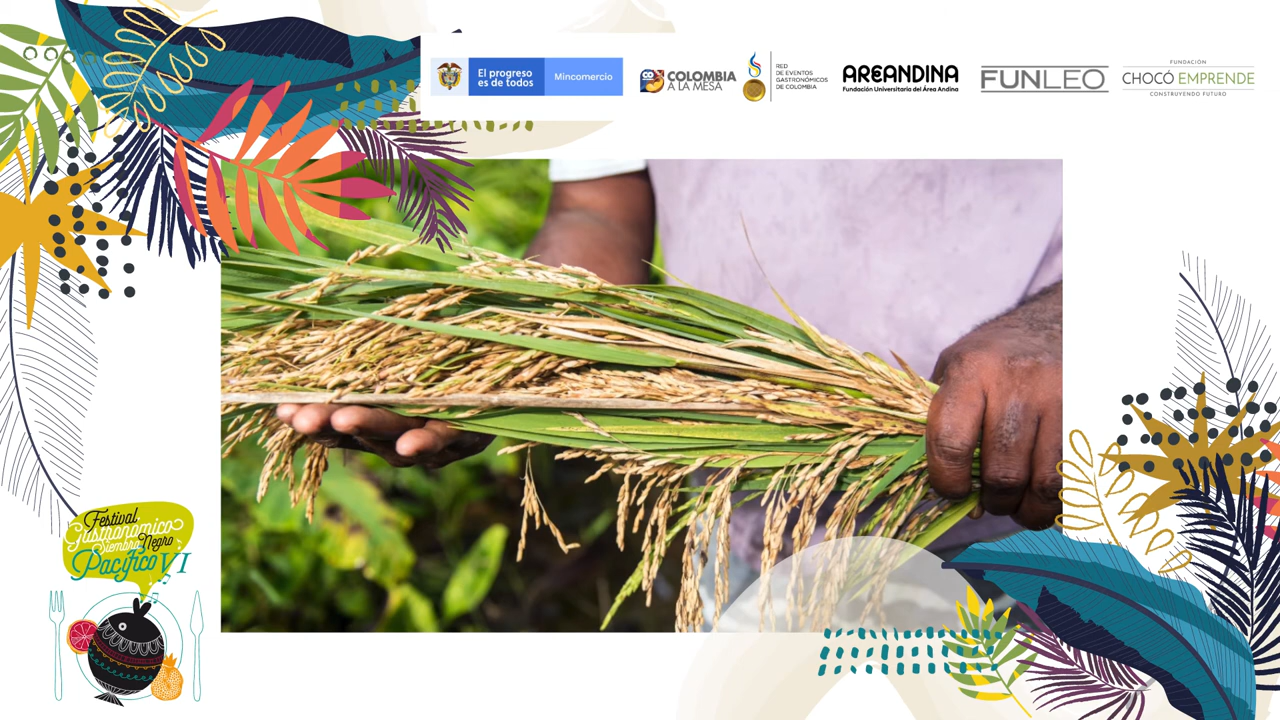 El progreso
es de todos
Mincomercio
COLOMBIA
A LA MESA
RED
DE EVENTOS
GASTRONÓMICOS
DE COLOMBIA
AREANDINA
Fundación Universitaria del Área Andina
FUNLEO
FUNDACIÓN
CHOCÓ EMPRENDE
CONSTRUYENDO FUTURO
Festival
Gastronómico
Siembra Negro
Pacífico VI